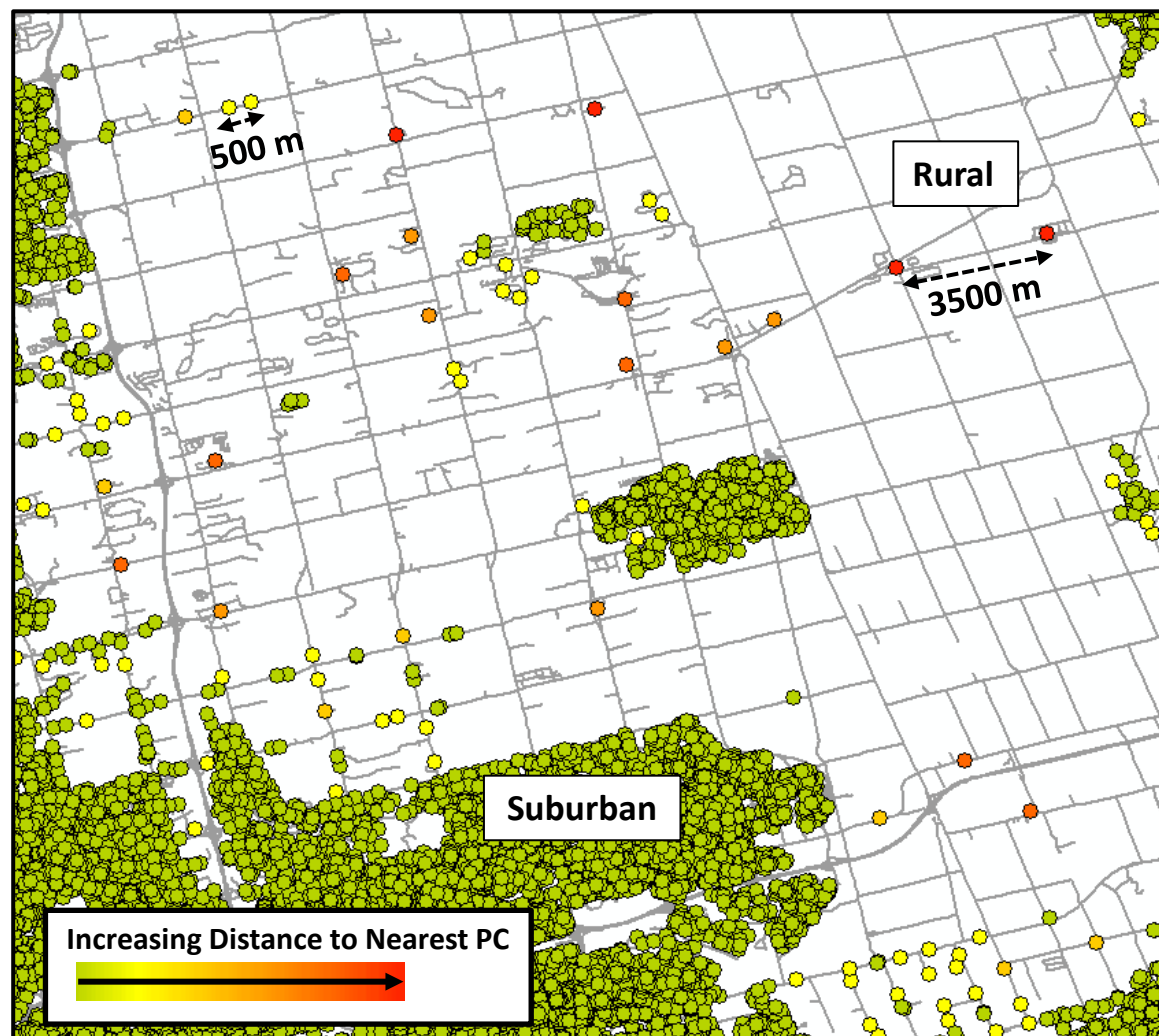 500 m
Rural
3500 m
Suburban
Increasing Distance to Nearest PC